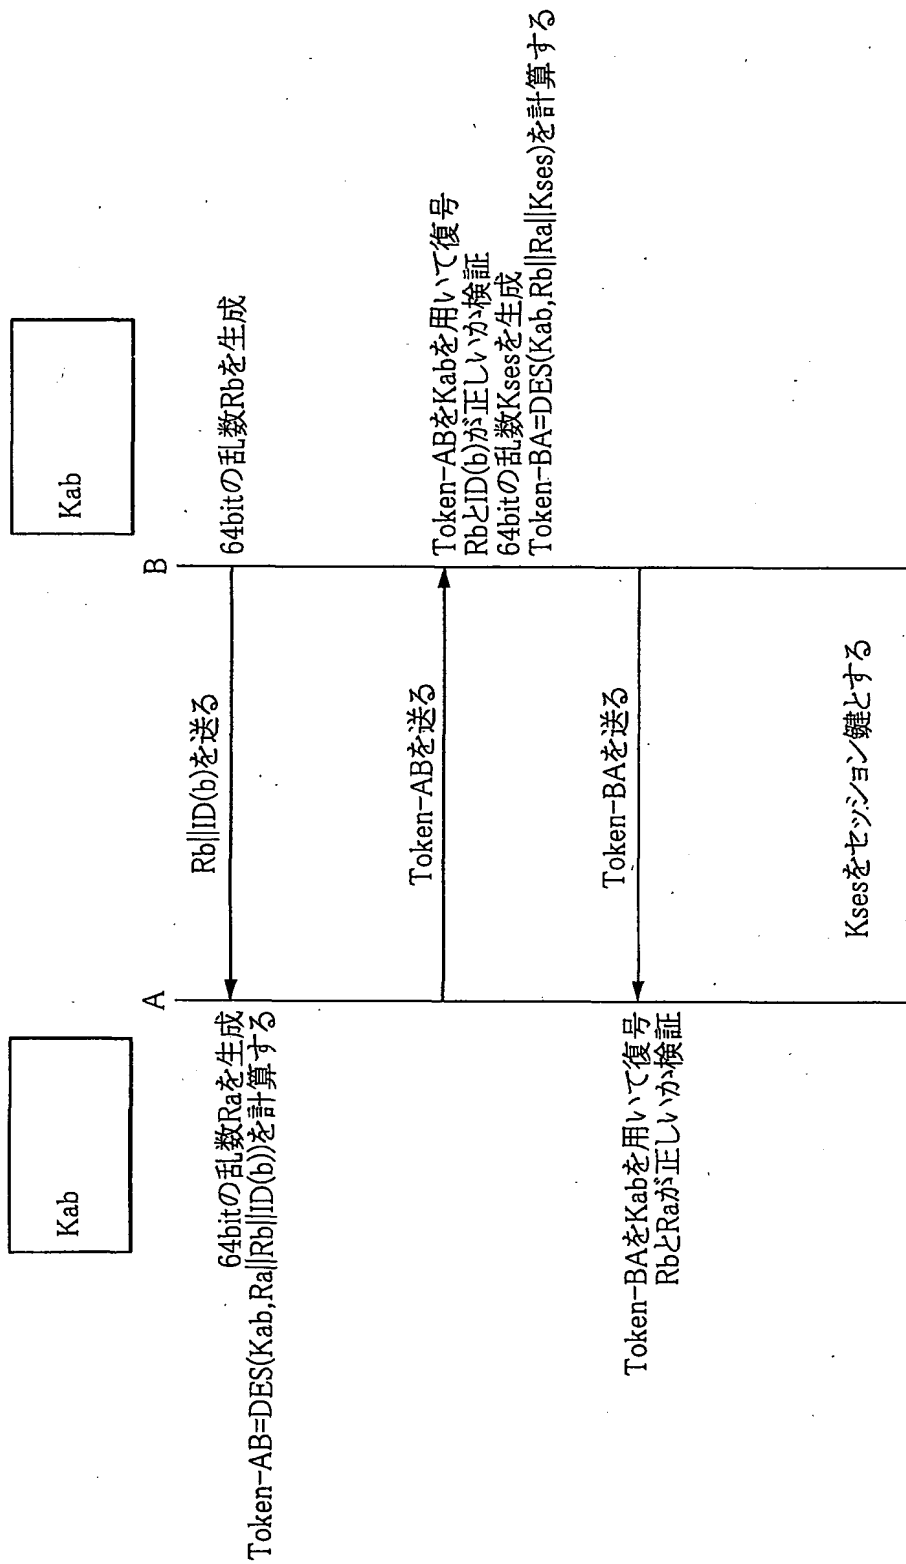 Kab
Kab
A
B
64bitの乱数Rbを生成
Rb||ID(b)を送る
64bitの乱数Raを生成
Token-AB=DES(Kab,Ra||Rb||ID(b))を計算する
Token-ABを送る
Token-ABをKabを用いて復号
RbとID(b)が正しいか検証
64bitの乱数Ksesを生成
Token-BA=DES(Kab,Rb||Ra||Kses)を計算する
Token-BAを送る
Token-BAをKabを用いて復号
RbとRaが正しいか検証
Ksesをセッション鍵とする